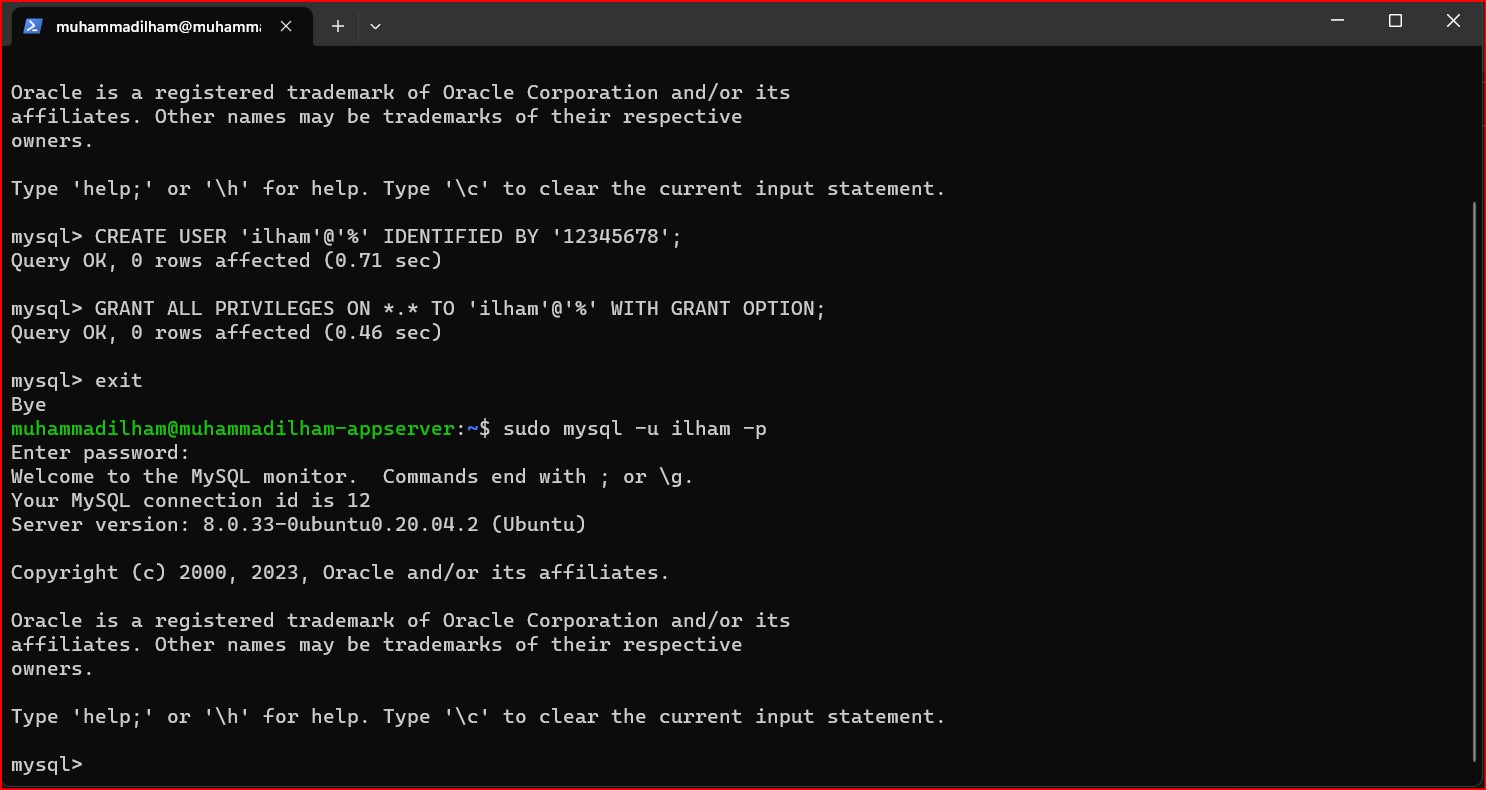 muhammadilham@muhamma
Oracle is a registered trademark of Oracle Corporation and/or its
affiliates. Other names may be trademarks of their respective
owners.
Type 'help;' or '\h' for help. Type '\c' to clear the current input statement.
mysql> CREATE USER 'ilham'@'%' IDENTIFIED BY '12345678';
Query OK, 0 rows affected (0.71 sec)
mysql> GRANT ALL PRIVILEGES ON *.* TO 'ilham'@'%' WITH GRANT OPTION;
Query OK, 0 rows affected (0.46 sec)
mysql> exit
Bye
muhammadilham@muhammadilham-appserver:~$ sudo mysql -u ilham -p
Enter password:
Welcome to the MySQL monitor.  Commands end with ; or \g.
Your MySQL connection id is 12
Server version: 8.0.33-0ubuntu0.20.04.2 (Ubuntu)
Copyright (c) 2000, 2023, Oracle and/or its affiliates.
Oracle is a registered trademark of Oracle Corporation and/or its
affiliates. Other names may be trademarks of their respective
owners.
Type 'help;' or '\h' for help. Type '\c' to clear the current input statement.
mysql>